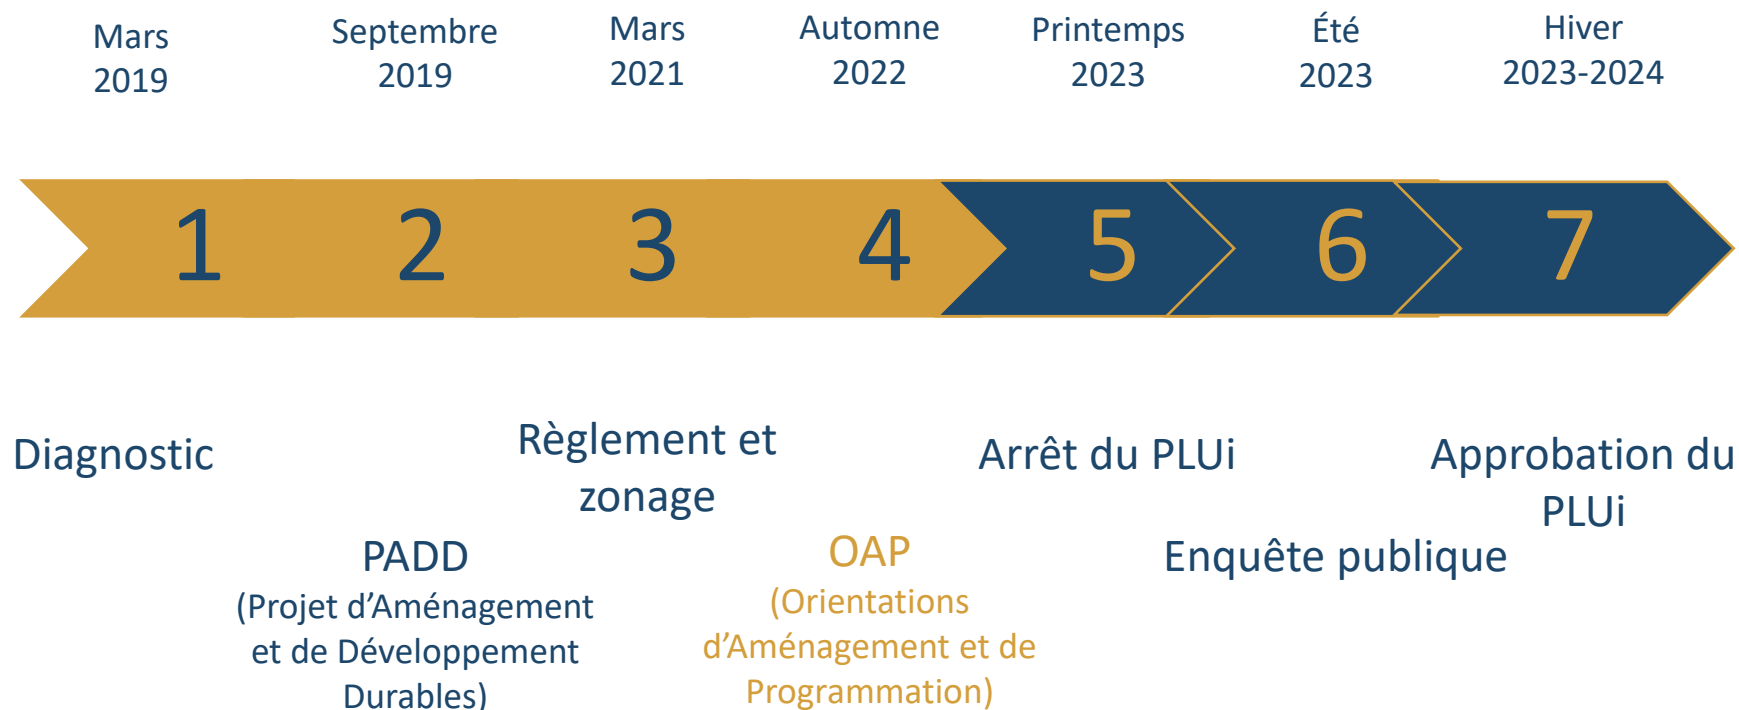 Mars
2019
Septembre
2019
Mars
2021
Automne
2022
Printemps
2023
Été
2023
Hiver
2023-2024
1
2
3
4
5
6
7
Diagnostic
PADD
(Projet d’Aménagement
et de Développement
Durables)
Règlement et
zonage
OAP
(Orientations
d’Aménagement et de
Programmation)
Arrêt du PLUi
Enquête publique
Approbation du
PLUi